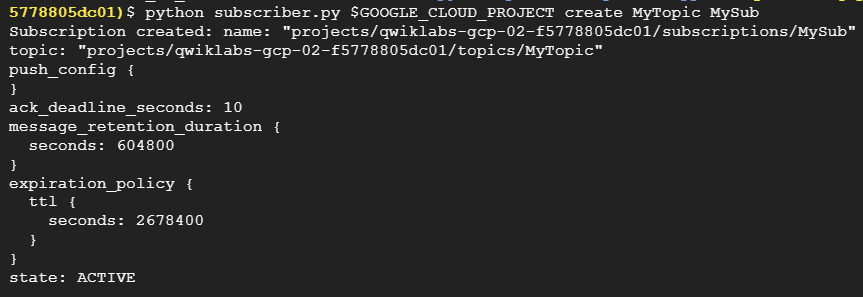 5778805dc01)$ python subscriber.py $GOOGLE_CLOUD_PROJECT create MyTopic MySub
Subscription created: name: "projects/qwiklabs-gcp-02-f5778805dc01/subscriptions/MySub"
topic: "projects/qwiklabs-gcp-02-f5778805dc01/topics/MyTopic"
push_config {
}
ack_deadline_seconds: 10
message_retention_duration {
  seconds: 604800
}
expiration_policy {
  ttl {
    seconds: 2678400
  }
}
state: ACTIVE